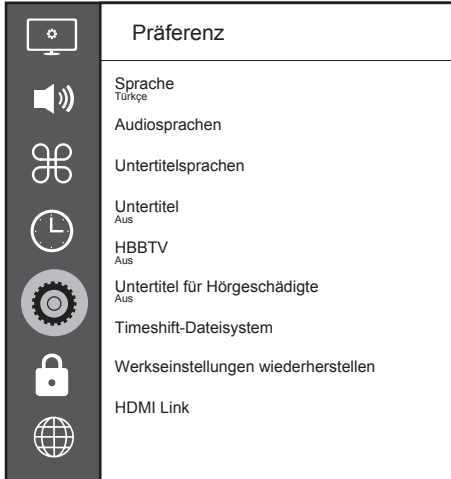 Präferenz
Sprache
Türkçe
Audiosprachen
Untertitelsprachen
Untertitel
Aus
HBBTV
Aus
Untertitel für Hörgeschädigte
Aus
Timeshift-Dateisystem
Werkseinstellungen wiederherstellen
HDMI Link